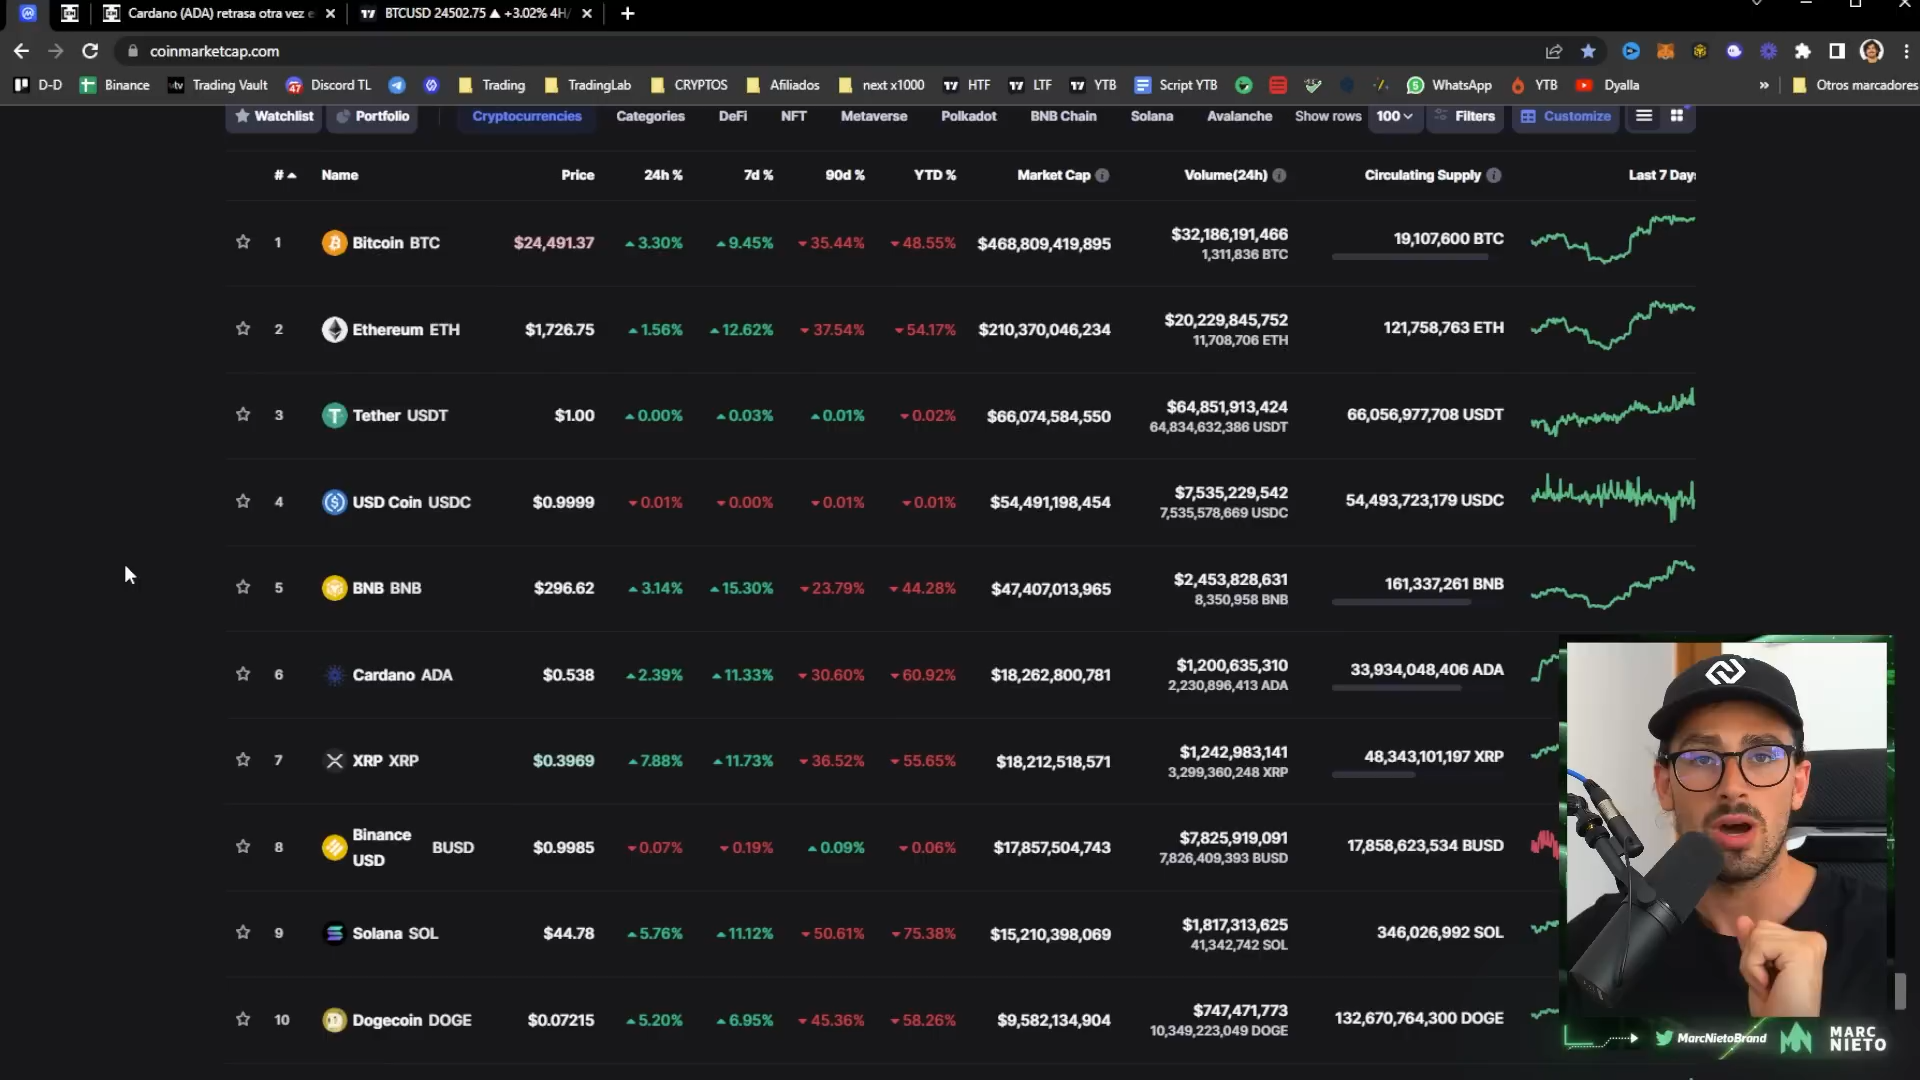 Cardano (ADA) retrasa otra vez e
BTCUSD 24502.75 ▲ +3.02% 4H/
coinmarketcap.com
D-D Binance Trading Vault Discord TL Trading TradingLab CRYPTOS Afiliados next x1000 HTF LTF YTB Script YTB WhatsApp YTB Dyalla » Otros marcadores
Watchlist Portfolio Cryptocurrencies Categories DeFi NFT Metaverse Polkadot BNB Chain Solana Avalanche Show rows 100 Filters Customize
# Name Price 24h % 7d % 90d % YTD % Market Cap Volume(24h) Circulating Supply Last 7 Days
1 Bitcoin BTC $24,491.37 3.30% 9.45% 35.44% 48.55% $468,809,419,895 $32,186,191,466 19,107,600 BTC
1,311,836 BTC
2 Ethereum ETH $1,726.75 1.56% 12.62% 37.54% 54.17% $210,370,046,234 $20,229,845,752 121,758,763 ETH
11,708,706 ETH
3 Tether USDT $1.00 0.00% 0.03% 0.01% 0.02% $66,074,584,550 $64,851,913,424 66,056,977,708 USDT
64,834,632,386 USDT
4 USD Coin USDC $0.9999 0.01% 0.00% 0.01% 0.01% $54,491,198,454 $7,535,229,542 54,493,723,179 USDC
7,535,578,669 USDC
5 BNB BNB $296.62 3.14% 15.30% 23.79% 44.28% $47,407,013,965 $2,453,828,631 161,337,261 BNB
8,350,958 BNB
6 Cardano ADA $0.538 2.39% 11.33% 30.60% 60.92% $18,262,800,781 $1,200,635,310 33,934,048,406 ADA
2,230,896,413 ADA
7 XRP XRP $0.3969 7.88% 11.73% 36.52% 55.65% $18,212,518,571 $1,242,983,141 48,343,101,197 XRP
3,299,360,248 XRP
8 Binance USD BUSD $0.9985 0.07% 0.19% 0.09% 0.06% $17,857,504,743 $7,825,919,091 17,858,623,534 BUSD
7,826,409,393 BUSD
9 Solana SOL $44.78 5.76% 11.12% 50.61% 75.38% $15,210,398,069 $1,817,313,625 346,026,992 SOL
41,342,742 SOL
10 Dogecoin DOGE $0.07215 5.20% 6.95% 45.36% 58.26% $9,582,134,904 $747,471,773 132,670,764,300 DOGE
10,349,223,049 DOGE
MarcNietoBrand
MARC
NIETO